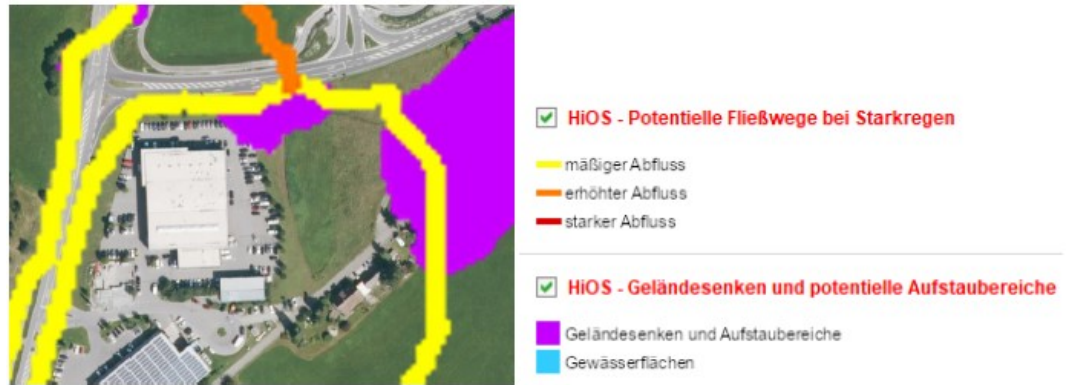 HiOS - Potentielle Fließwege bei Starkregen
mäßiger Abfluss
erhöhter Abfluss
starker Abfluss
HiOS - Geländesenken und potentielle Aufstaubereiche
Geländesenken und Aufstaubereiche
Gewässerflächen